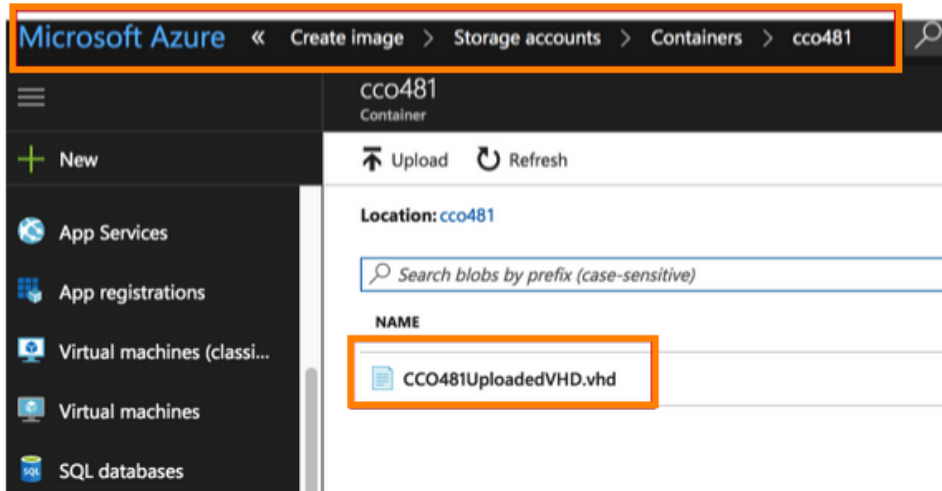 Microsoft Azure « Create image > Storage accounts > Containers > cco481
cco481
Container
New
Upload Refresh
App Services
Location: cco481
App registrations
Search blobs by prefix (case-sensitive)
NAME
Virtual machines (classi...
CCO481UploadedVHD.vhd
Virtual machines
SQL databases